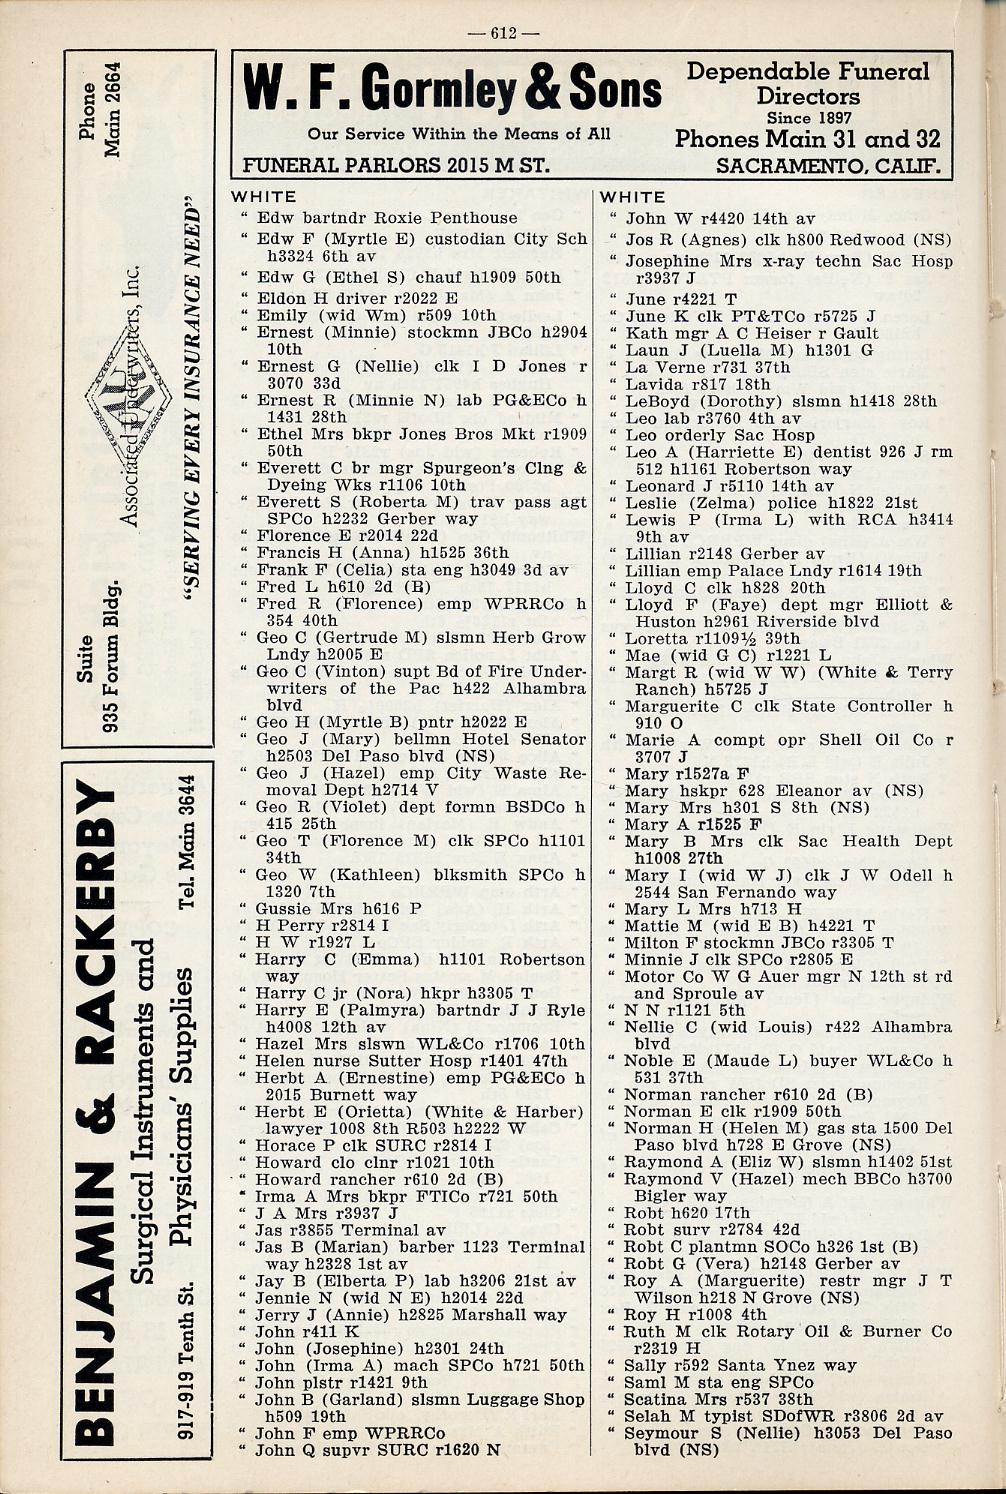 — 612 —
Suite
935 Forum Bldg.
Phone
Main 2664
Associated Underwriters, Inc.
AU
"SERVING EVERY INSURANCE NEED"
BENJAMIN & RACKERBY
Surgical Instruments and
Physicians' Supplies
917-919 Tenth St.
Tel. Main 3644
W. F. Gormley & Sons
Our Service Within the Means of All
FUNERAL PARLORS 2015 M ST.
Dependable Funeral
Directors
Since 1897
Phones Main 31 and 32
SACRAMENTO, CALIF.
WHITE
" Edw bartndr Roxie Penthouse
" Edw F (Myrtle E) custodian City Sch
h3324 6th av
" Edw G (Ethel S) chauf h1909 50th
" Eldon H driver r2022 E
" Emily (wid Wm) r509 10th
" Ernest (Minnie) stockmn JBCo h2904
10th
" Ernest G (Nellie) clk I D Jones r
3070 33d
" Ernest R (Minnie N) lab PG&ECo h
1431 28th
" Ethel Mrs bkpr Jones Bros Mkt r1909
50th
" Everett C br mgr Spurgeon's Clng &
Dyeing Wks r1106 10th
" Everett S (Roberta M) trav pass agt
SPCo h2232 Gerber way
" Florence E r2014 22d
" Francis H (Anna) h1525 36th
" Frank F (Celia) sta eng h3049 3d av
" Fred L h610 2d (B)
" Fred R (Florence) emp WPRRCo h
354 40th
" Geo C (Gertrude M) slsmn Herb Grow
Lndy h2005 E
" Geo C (Vinton) supt Bd of Fire Under-
writers of the Pac h422 Alhambra
blvd
" Geo H (Myrtle B) pntr h2022 E
" Geo J (Mary) bellmn Hotel Senator
h2503 Del Paso blvd (NS)
" Geo J (Hazel) emp City Waste Re-
moval Dept h2714 V
" Geo R (Violet) dept formn BSDCo h
415 25th
" Geo T (Florence M) clk SPCo h1101
34th
" Geo W (Kathleen) blksmith SPCo h
1320 7th
" Gussie Mrs h616 P
" H Perry r2814 I
" H W r1927 L
" Harry C (Emma) h1101 Robertson
way
" Harry C jr (Nora) hkpr h3305 T
" Harry E (Palmyra) bartndr J J Ryle
h4008 12th av
" Hazel Mrs slswn WL&Co r1706 10th
" Helen nurse Sutter Hosp r1401 47th
" Herbt A (Ernestine) emp PG&ECo h
2015 Burnett way
" Herbt E (Orietta) (White & Harber)
lawyer 1008 8th R503 h2222 W
" Horace P clk SURC r2814 I
" Howard clo clnr r1021 10th
" Howard rancher r610 2d (B)
" Irma A Mrs bkpr FTICo r721 50th
" J A Mrs r3937 J
" Jas r3855 Terminal av
" Jas B (Marian) barber 1123 Terminal
way h2328 1st av
" Jay B (Elberta P) lab h3206 21st av
" Jennie N (wid N E) h2014 22d
" Jerry J (Annie) h2825 Marshall way
" John r411 K
" John (Josephine) h2301 24th
" John (Irma A) mach SPCo h721 50th
" John plstr r1421 9th
John B (Garland) slsmn Luggage Shop
h509 19th
" John F emp WPRRCo
" John Q supvr SURC r1620 N
WHITE
" John W r4420 14th av
" Jos R (Agnes) clk h800 Redwood (NS)
" Josephine Mrs x-ray techn Sac Hosp
r3937 J
" June r4221 T
" June K clk PT&TCo r5725 J
" Kath mgr A C Heiser r Gault
" Laun J (Luella M) h1301 G
" La Verne r731 37th
" Lavida r817 18th
" LeBoyd (Dorothy) slsmn h1418 28th
" Leo lab r3760 4th av
" Leo orderly Sac Hosp
" Leo A (Harriette E) dentist 926 J rm
512 h1161 Robertson way
" Leonard J r5110 14th av
" Leslie (Zelma) police h1822 21st
" Lewis P (Irma L) with RCA h3414
9th av
" Lillian r2148 Gerber av
" Lillian emp Palace Lndy r1614 19th
" Lloyd C clk h828 20th
" Lloyd F (Faye) dept mgr Elliott &
Huston h2961 Riverside blvd
" Loretta r1109½ 39th
" Mae (wid G C) r1221 L
" Margt R (wid W W) (White & Terry
Ranch) h5725 J
" Marguerite C clk State Controller h
910 O
" Marie A compt opr Shell Oil Co r
3707 J
" Mary r1527a F
" Mary hskpr 628 Eleanor av (NS)
" Mary Mrs h301 S 8th (NS)
" Mary A r1525 F
" Mary B Mrs clk Sac Health Dept
h1008 27th
" Mary I (wid W J) clk J W Odell h
2544 San Fernando way
" Mary L Mrs h713 H
" Mattie M (wid E B) h4221 T
" Milton F stockmn JBCo r3305 T
" Minnie J clk SPCo r2805 E
" Motor Co W G Auer mgr N 12th st rd
and Sproule av
" N N r1121 5th
" Nellie C (wid Louis) r422 Alhambra
blvd
" Noble E (Maude L) buyer WL&Co h
531 37th
" Norman rancher r610 2d (B)
" Norman E clk r1909 50th
" Norman H (Helen M) gas sta 1500 Del
Paso blvd h728 E Grove (NS)
" Raymond A (Eliz W) slsmn h1402 51st
" Raymond V (Hazel) mech BBCo h3700
Bigler way
" Robt h620 17th
" Robt surv r2784 42d
" Robt C plantmn SOCo h326 1st (B)
" Robt G (Vera) h2148 Gerber av
" Roy A (Marguerite) restr mgr J T
Wilson h218 N Grove (NS)
" Roy H r1008 4th
" Ruth M clk Rotary Oil & Burner Co
r2319 H
" Sally r592 Santa Ynez way
" Saml M sta eng SPCo
" Scatina Mrs r537 38th
" Selah M typist SDofWR r3806 2d av
" Seymour S (Nellie) h3053 Del Paso
blvd (NS)